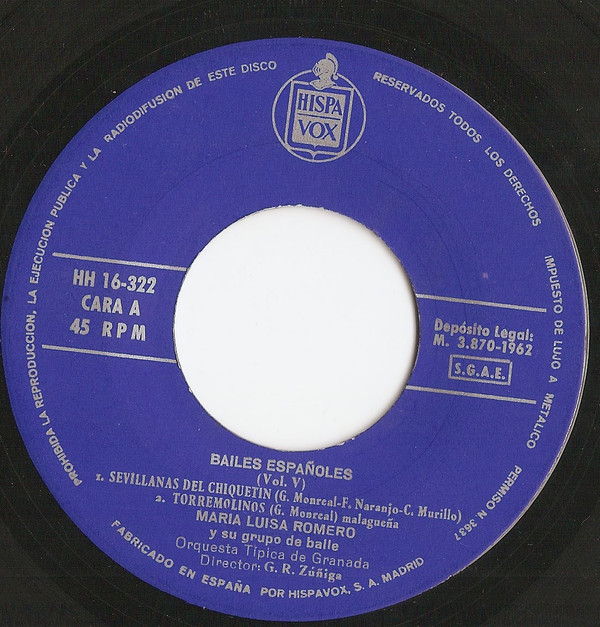 PROHIBIDA LA REPRODUCCION, LA EJECUCION PUBLICA Y LA RADIODIFUSION DE ESTE DISCO
RESERVADOS TODOS LOS DERECHOS
IMPUESTO DE LUJO A METALICO
PERMISO N. 3637
HISPA
VOX
HH 16-322
CARA A
45 RPM
Depósito Legal:
M. 3.870-1962
S.G.A.E.
BAILES ESPAÑOLES
(Vol. V)
1. SEVILLANAS DEL CHIQUETIN (G. Monreal-F. Naranjo-C. Murillo)
2. TORREMOLINOS (G. Monreal) malagueña
MARIA LUISA ROMERO
y su grupo de baile
Orquesta Típica de Granada
Director: G. R. Zúñiga
FABRICADO EN ESPAÑA POR HISPAVOX, S. A. MADRID